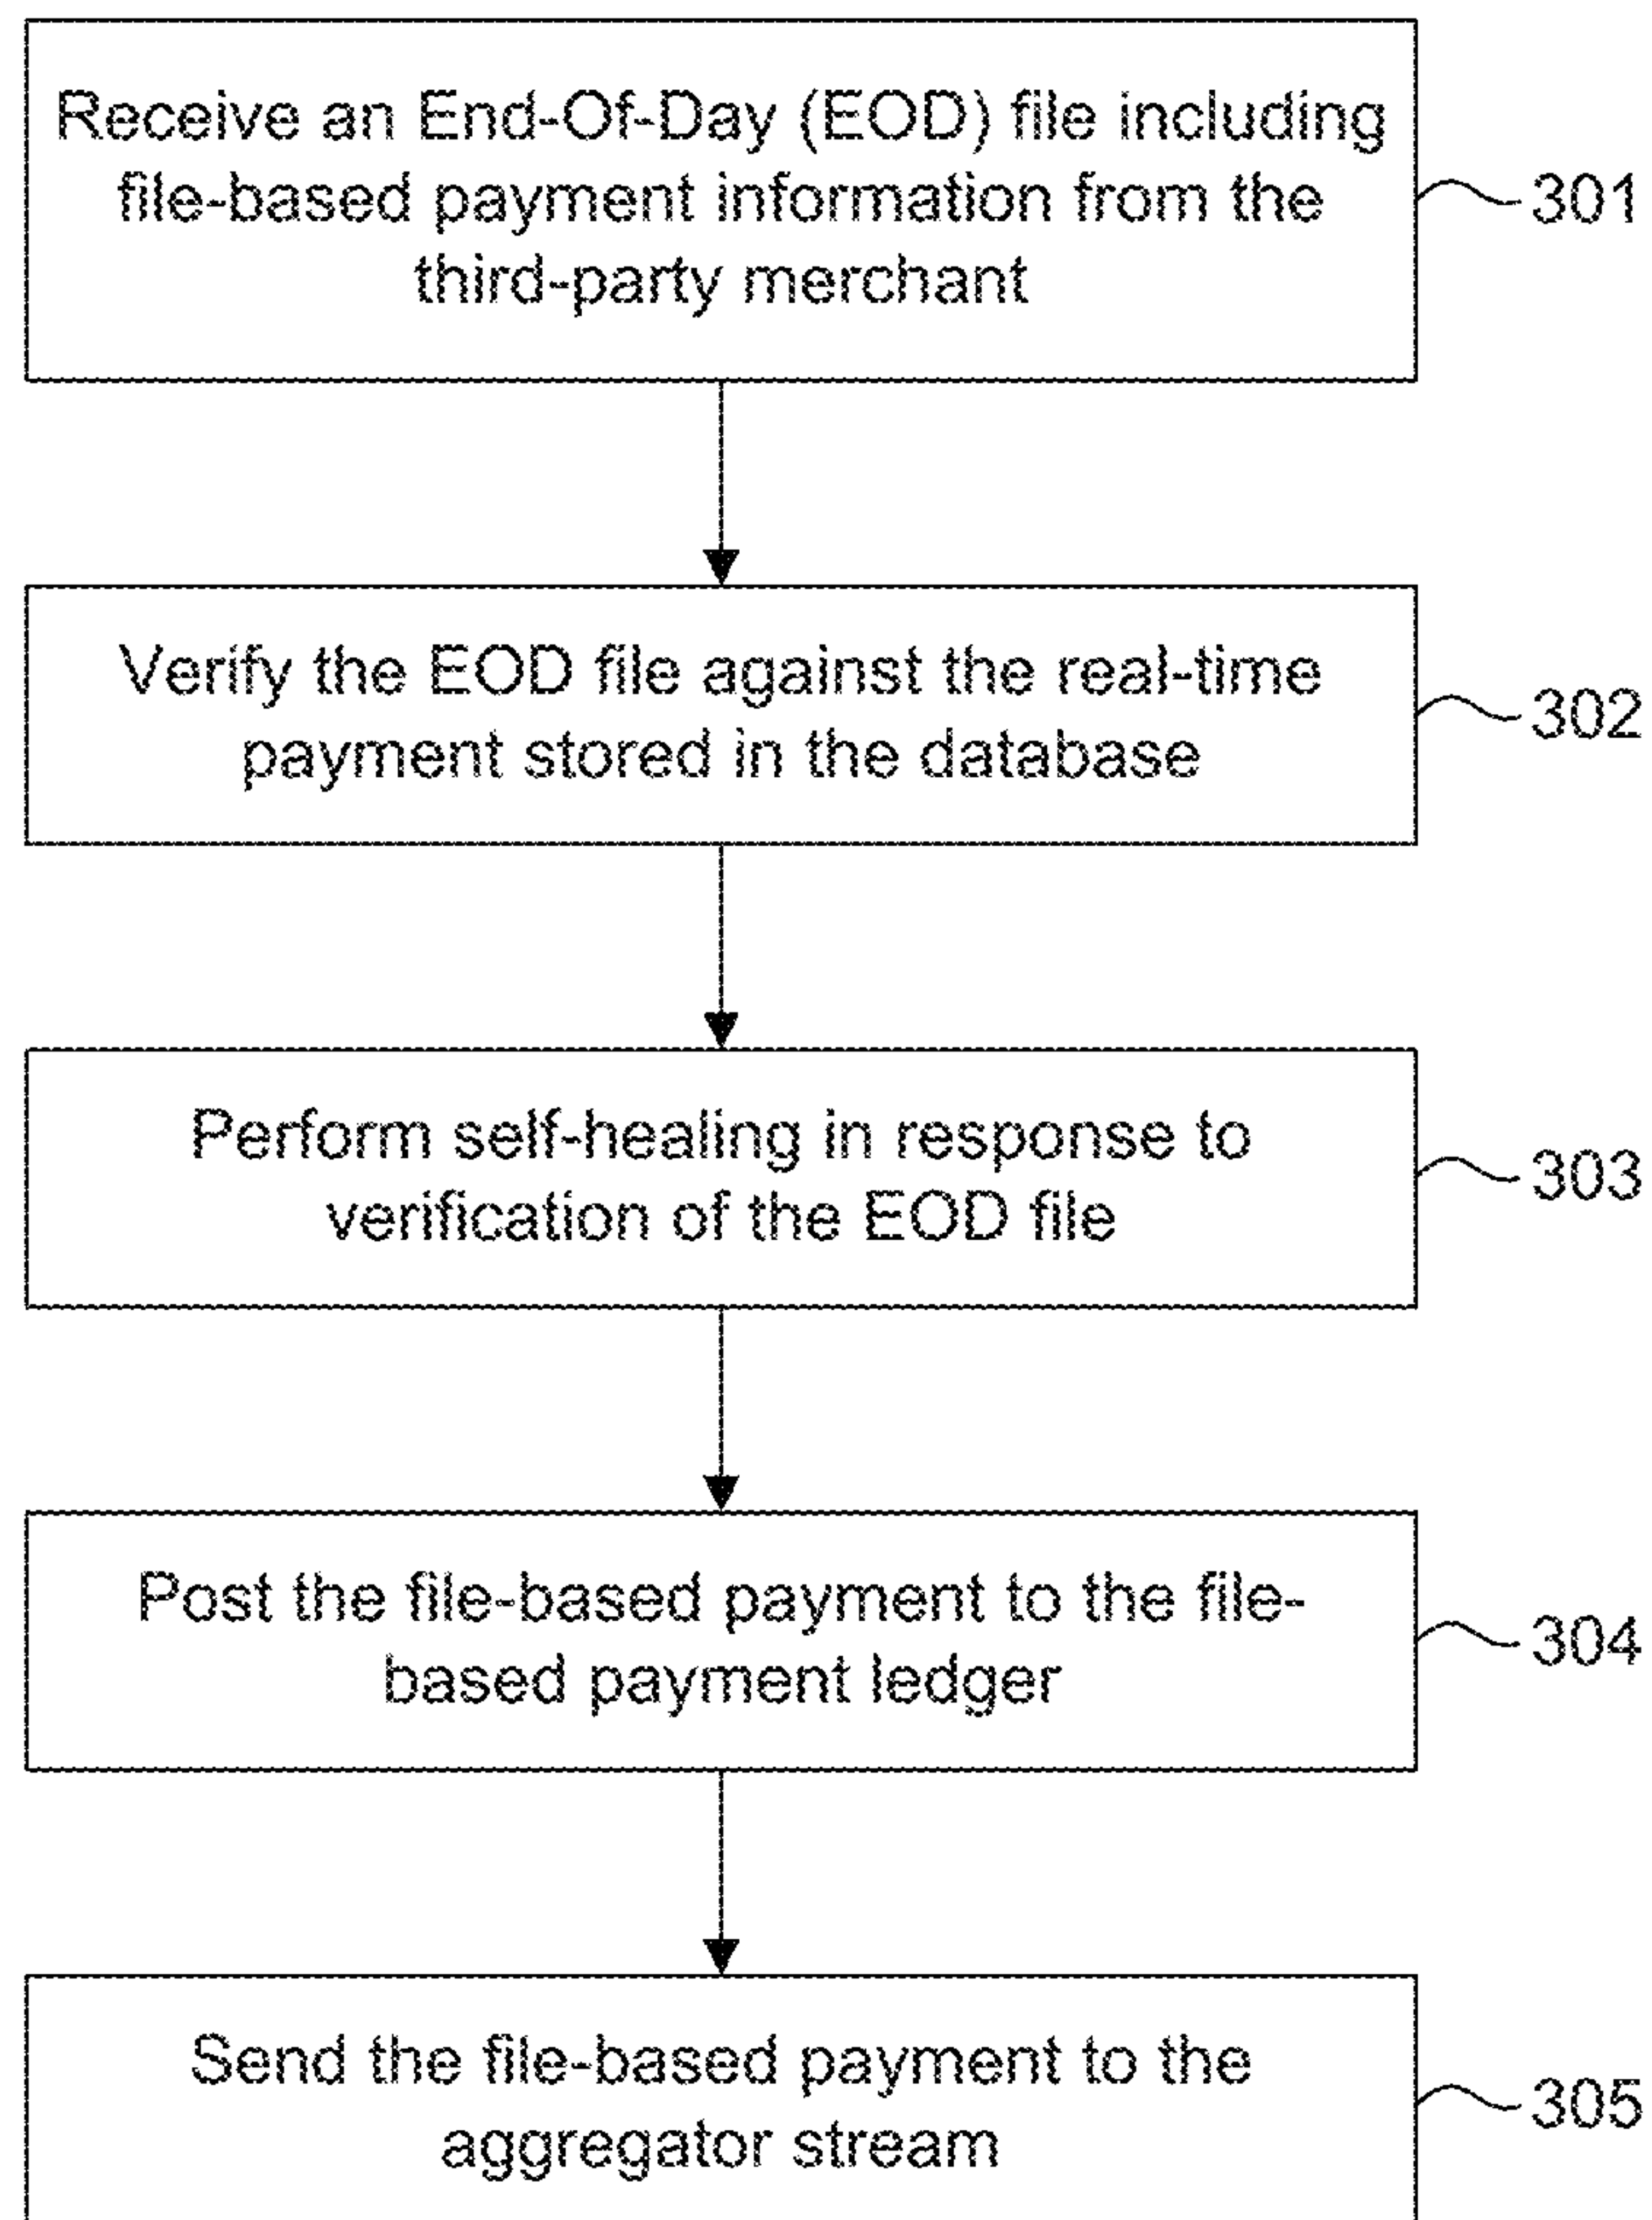 Receive an End-Of-Day (EOD) file including
file-based payment information from the
third-party merchant
301
Verify the EOD file against the real-time
payment stored in the database
302
Perform self-healing in response to
verification of the EOD file
303
Post the file-based payment to the file-
based payment ledger
304
Send the file-based payment to the
aggregator stream
305